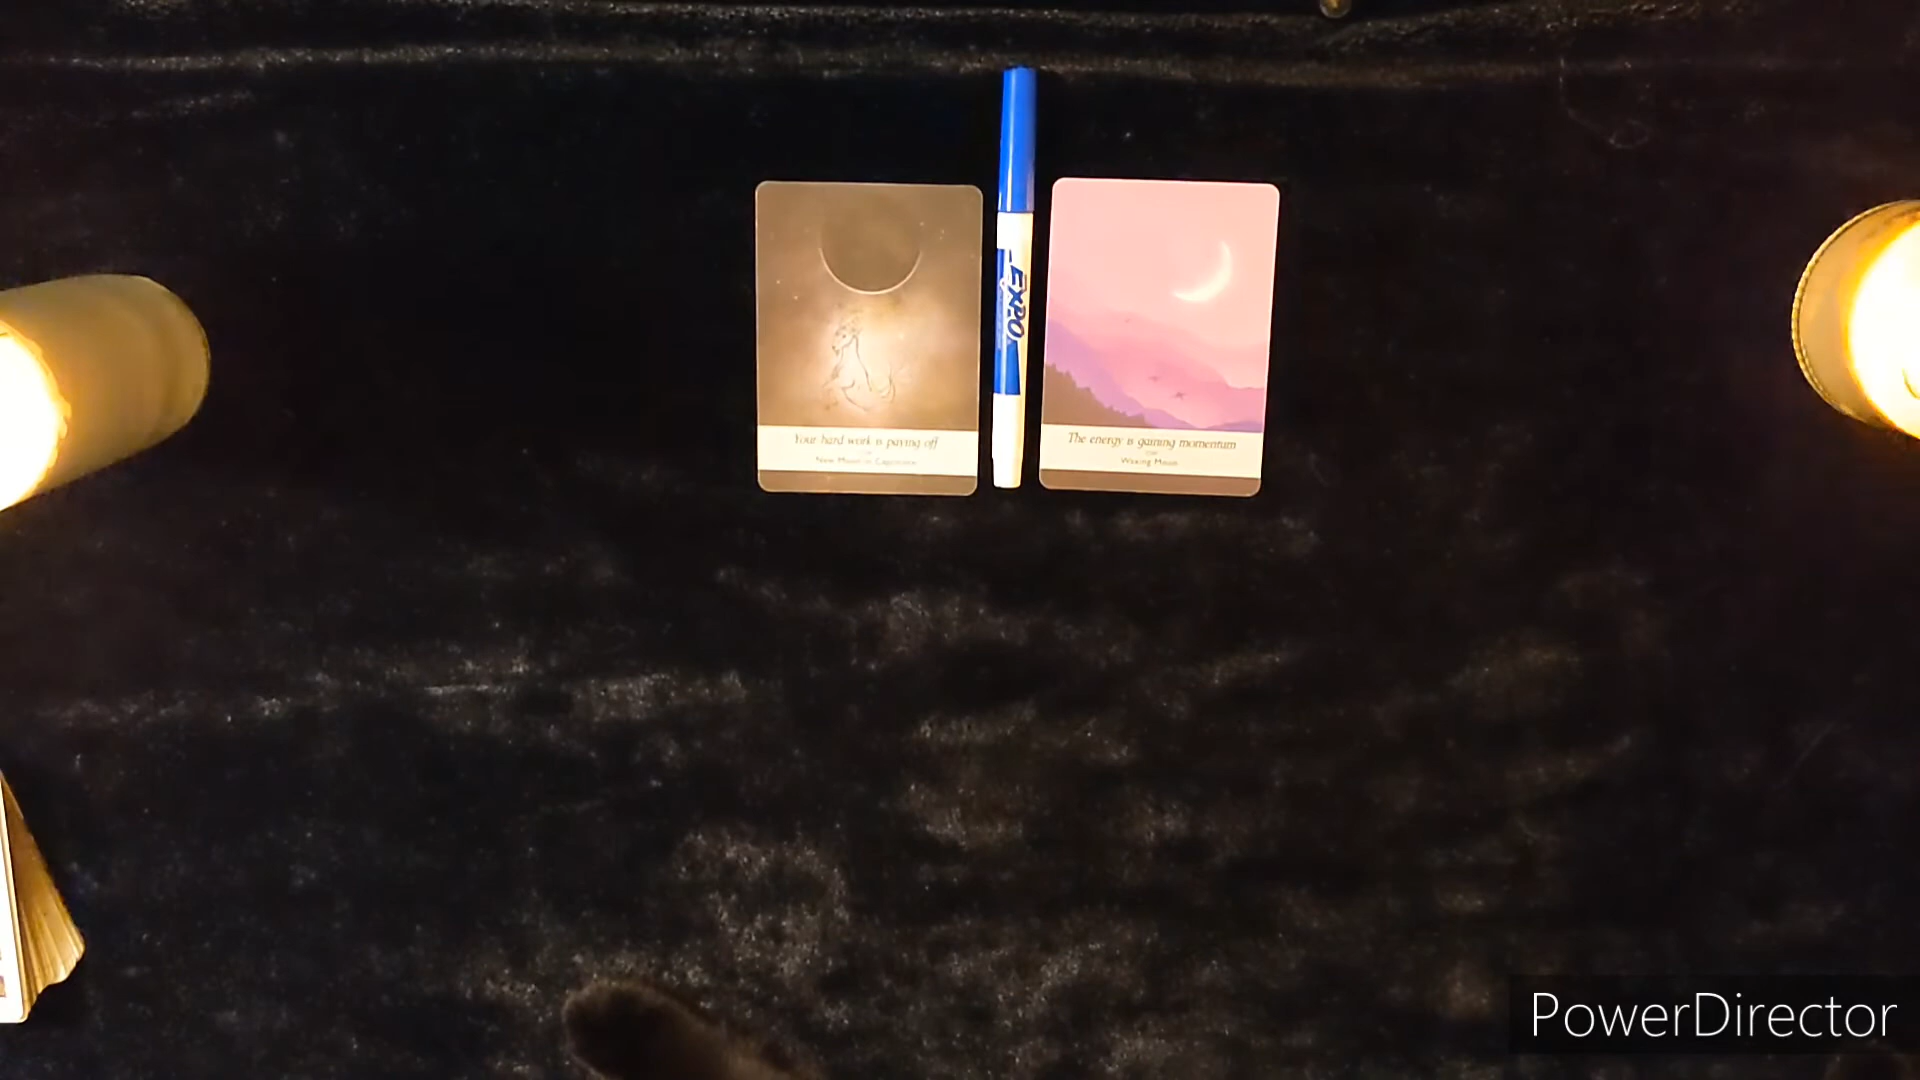 EXPO
Your hard work is paying off
New Moon in Capricorn
The energy is gaining momentum
Waxing Moon
PowerDirector